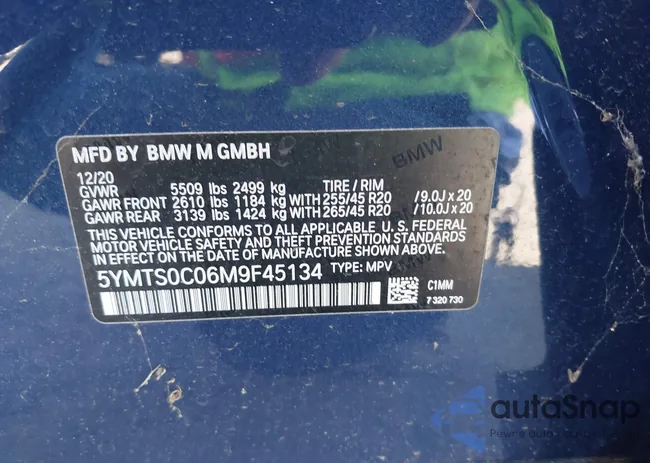 MFD BY BMW M GMBH
12/20
GVWR 5509 lbs 2499 kg TIRE / RIM
GAWR FRONT 2610 lbs 1184 kg WITH 255/45 R20 /9.0J x 20
GAWR REAR 3139 lbs 1424 kg WITH 265/45 R20 /10.0J x 20
THIS VEHICLE CONFORMS TO ALL APPLICABLE U. S. FEDERAL
MOTOR VEHICLE SAFETY AND THEFT PREVENTION STANDARDS
IN EFFECT ON THE DATE OF MANUFACTURE SHOWN ABOVE.
5YMTS0C06M9F45134 TYPE: MPV
C1MM
7 320 730
BMW
autoSnap
Pewne auto z